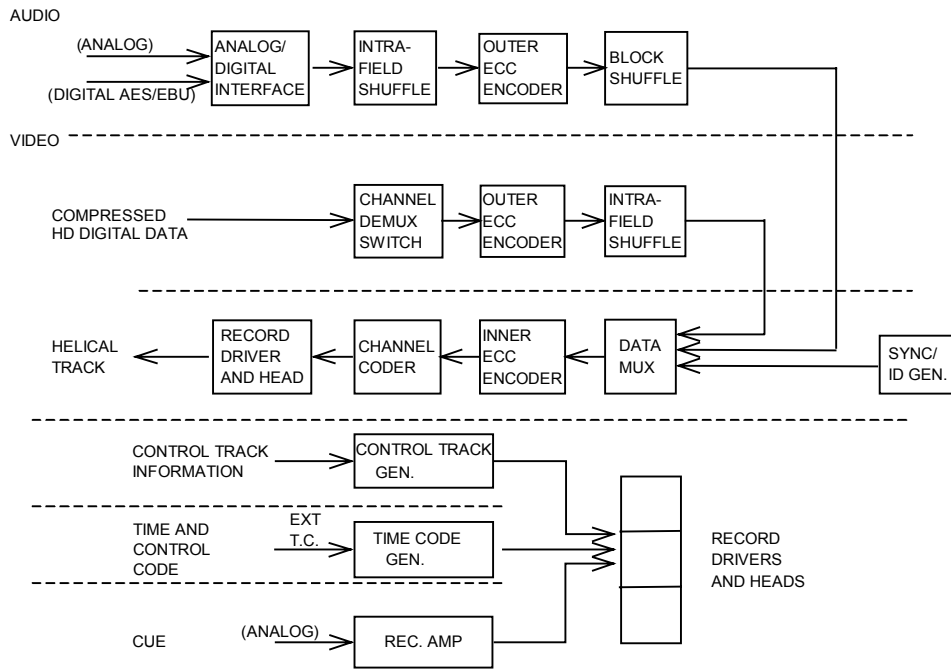 AUDIO
(ANALOG)
(DIGITAL AES/EBU)
ANALOG/
DIGITAL
INTERFACE
INTRA-
FIELD
SHUFFLE
OUTER
ECC
ENCODER
BLOCK
SHUFFLE
VIDEO
COMPRESSED
HD DIGITAL DATA
CHANNEL
DEMUX
SWITCH
OUTER
ECC
ENCODER
INTRA-
FIELD
SHUFFLE
HELICAL
TRACK
RECORD
DRIVER
AND HEAD
CHANNEL
CODER
INNER
ECC
ENCODER
DATA
MUX
SYNC/
ID GEN.
CONTROL TRACK
INFORMATION
CONTROL TRACK
GEN.
TIME AND
CONTROL
CODE
EXT
T.C.
TIME CODE
GEN.
RECORD
DRIVERS
AND HEADS
CUE
(ANALOG)
REC. AMP